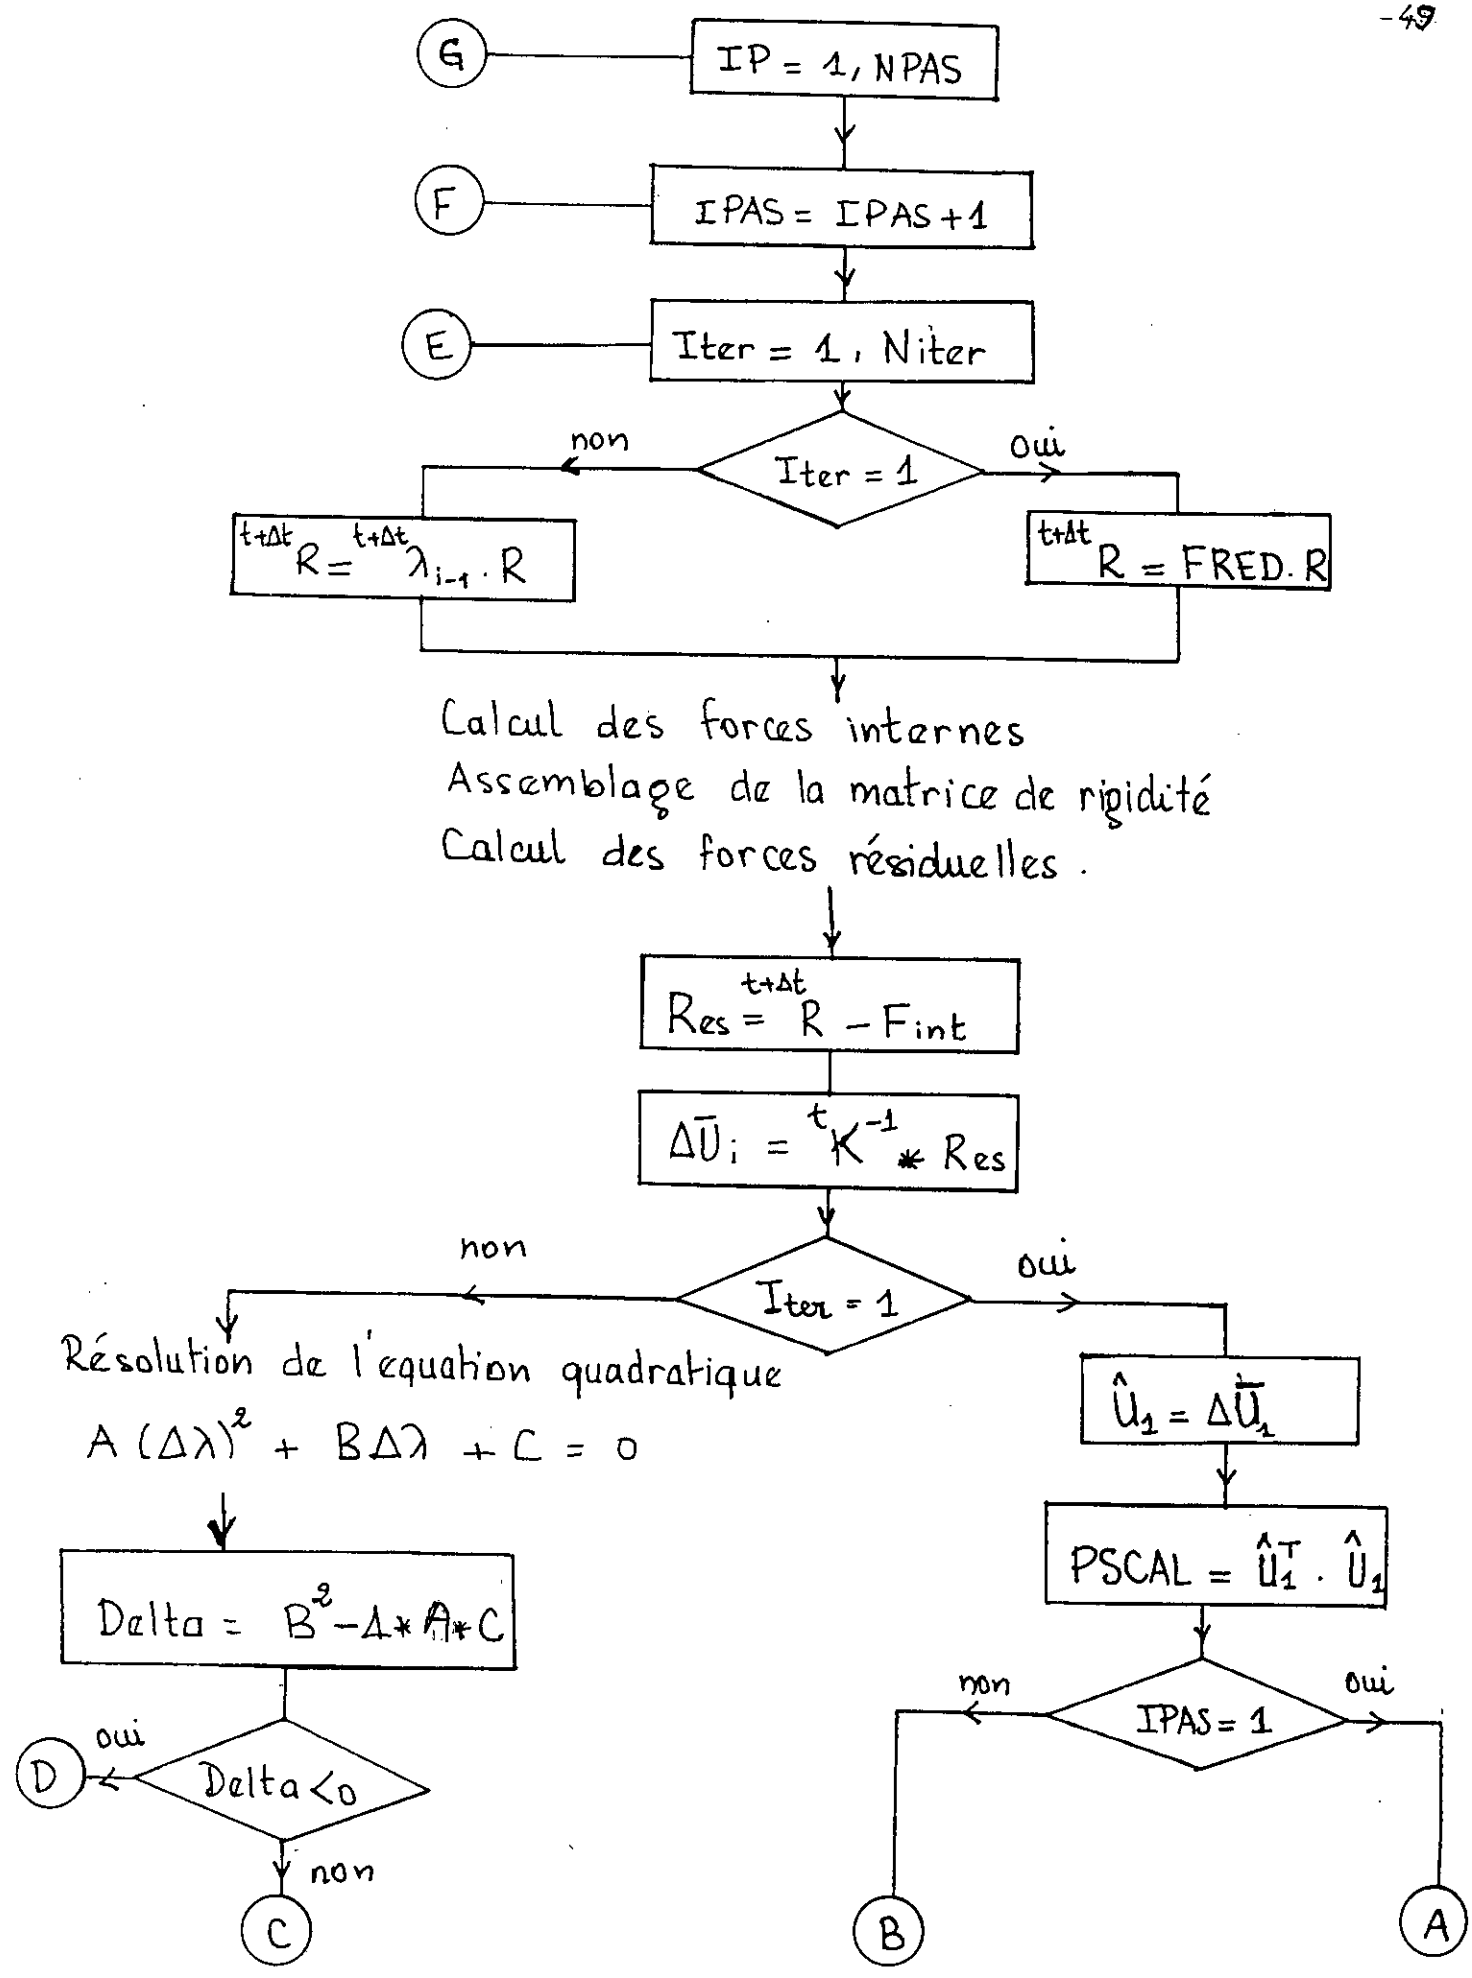 -49
G
IP = 1, NPAS
F
IPAS = IPAS + 1
E
Iter = 1, Niter
non
Iter = 1
oui
t+Δt R = t+Δt λi-1 . R
t+Δt R = FRED. R
Calcul des forces internes
Assemblage de la matrice de rigidité
Calcul des forces résiduelles.
Res = t+Δt R - Fint
ΔŪi = tK⁻¹ * Res
non
Iter = 1
oui
Résolution de l'equation quadratique
A (Δλ)² + BΔλ + C = 0
Û1 = ΔŪ1
PSCAL = Û1ᵀ . Û1
Delta = B² - 1* A* C
non
IPAS = 1
oui
oui
D
Delta < 0
non
C
B
A